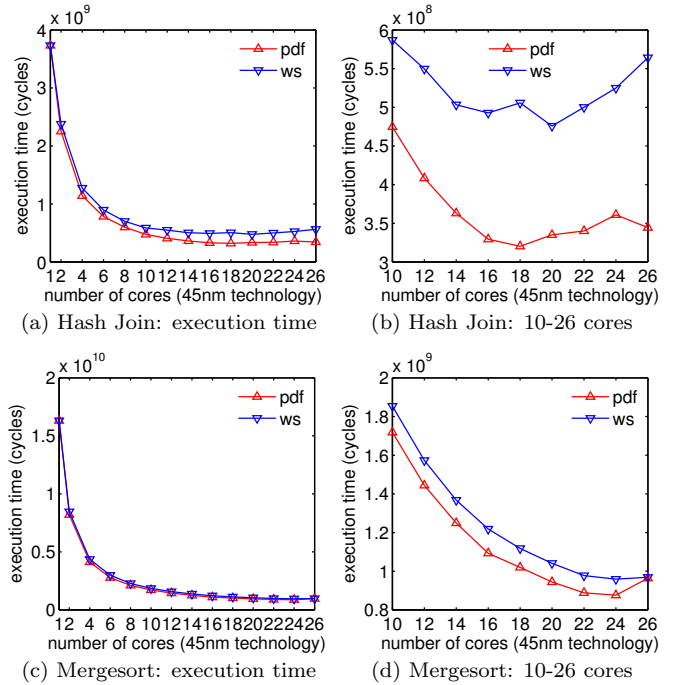 x 10^9
4
3
2
1
0
execution time (cycles)
pdf
ws
1 2 4 6 8 10 12 14 16 18 20 22 24 26
number of cores (45nm technology)
(a) Hash Join: execution time
x 10^8
6
5.5
5
4.5
4
3.5
3
execution time (cycles)
pdf
ws
10 12 14 16 18 20 22 24 26
number of cores (45nm technology)
(b) Hash Join: 10-26 cores
x 10^10
2
1.5
1
0.5
0
execution time (cycles)
pdf
ws
1 2 4 6 8 10 12 14 16 18 20 22 24 26
number of cores (45nm technology)
(c) Mergesort: execution time
x 10^9
2
1.8
1.6
1.4
1.2
1
0.8
execution time (cycles)
pdf
ws
10 12 14 16 18 20 22 24 26
number of cores (45nm technology)
(d) Mergesort: 10-26 cores